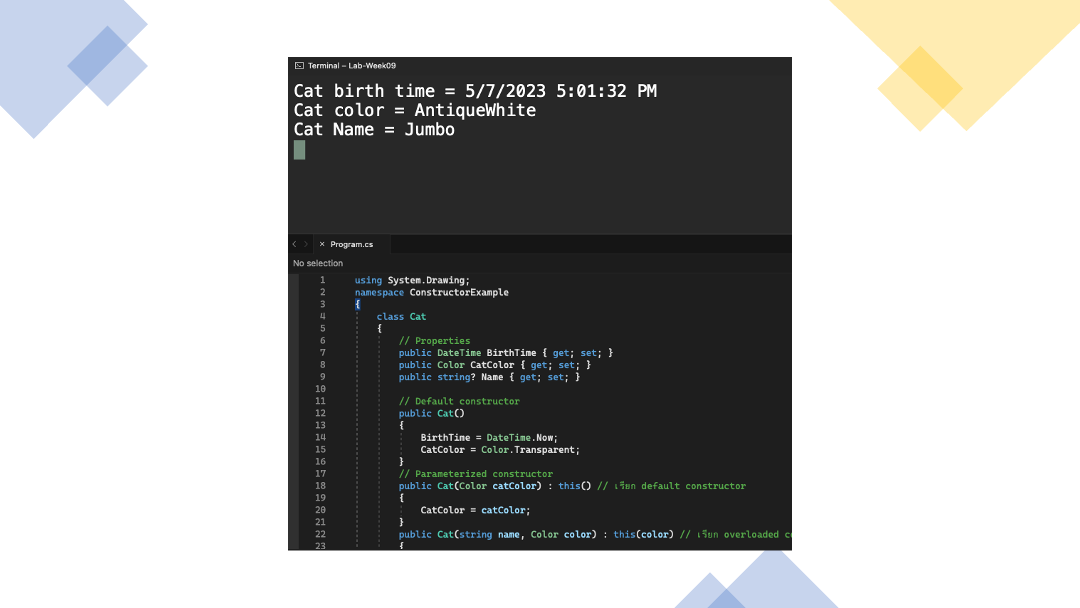 Terminal – Lab-Week09
Cat birth time = 5/7/2023 5:01:32 PM
Cat color = AntiqueWhite
Cat Name = Jumbo
Program.cs
No selection
1 using System.Drawing;
2 namespace ConstructorExample
3 {
4 class Cat
5 {
6 // Properties
7 public DateTime BirthTime { get; set; }
8 public Color CatColor { get; set; }
9 public string? Name { get; set; }
10
11 // Default constructor
12 public Cat()
13 {
14 BirthTime = DateTime.Now;
15 CatColor = Color.Transparent;
16 }
17 // Parameterized constructor
18 public Cat(Color catColor) : this() // เรียก default constructor
19 {
20 CatColor = catColor;
21 }
22 public Cat(string name, Color color) : this(color) // เรียก overloaded
23 {